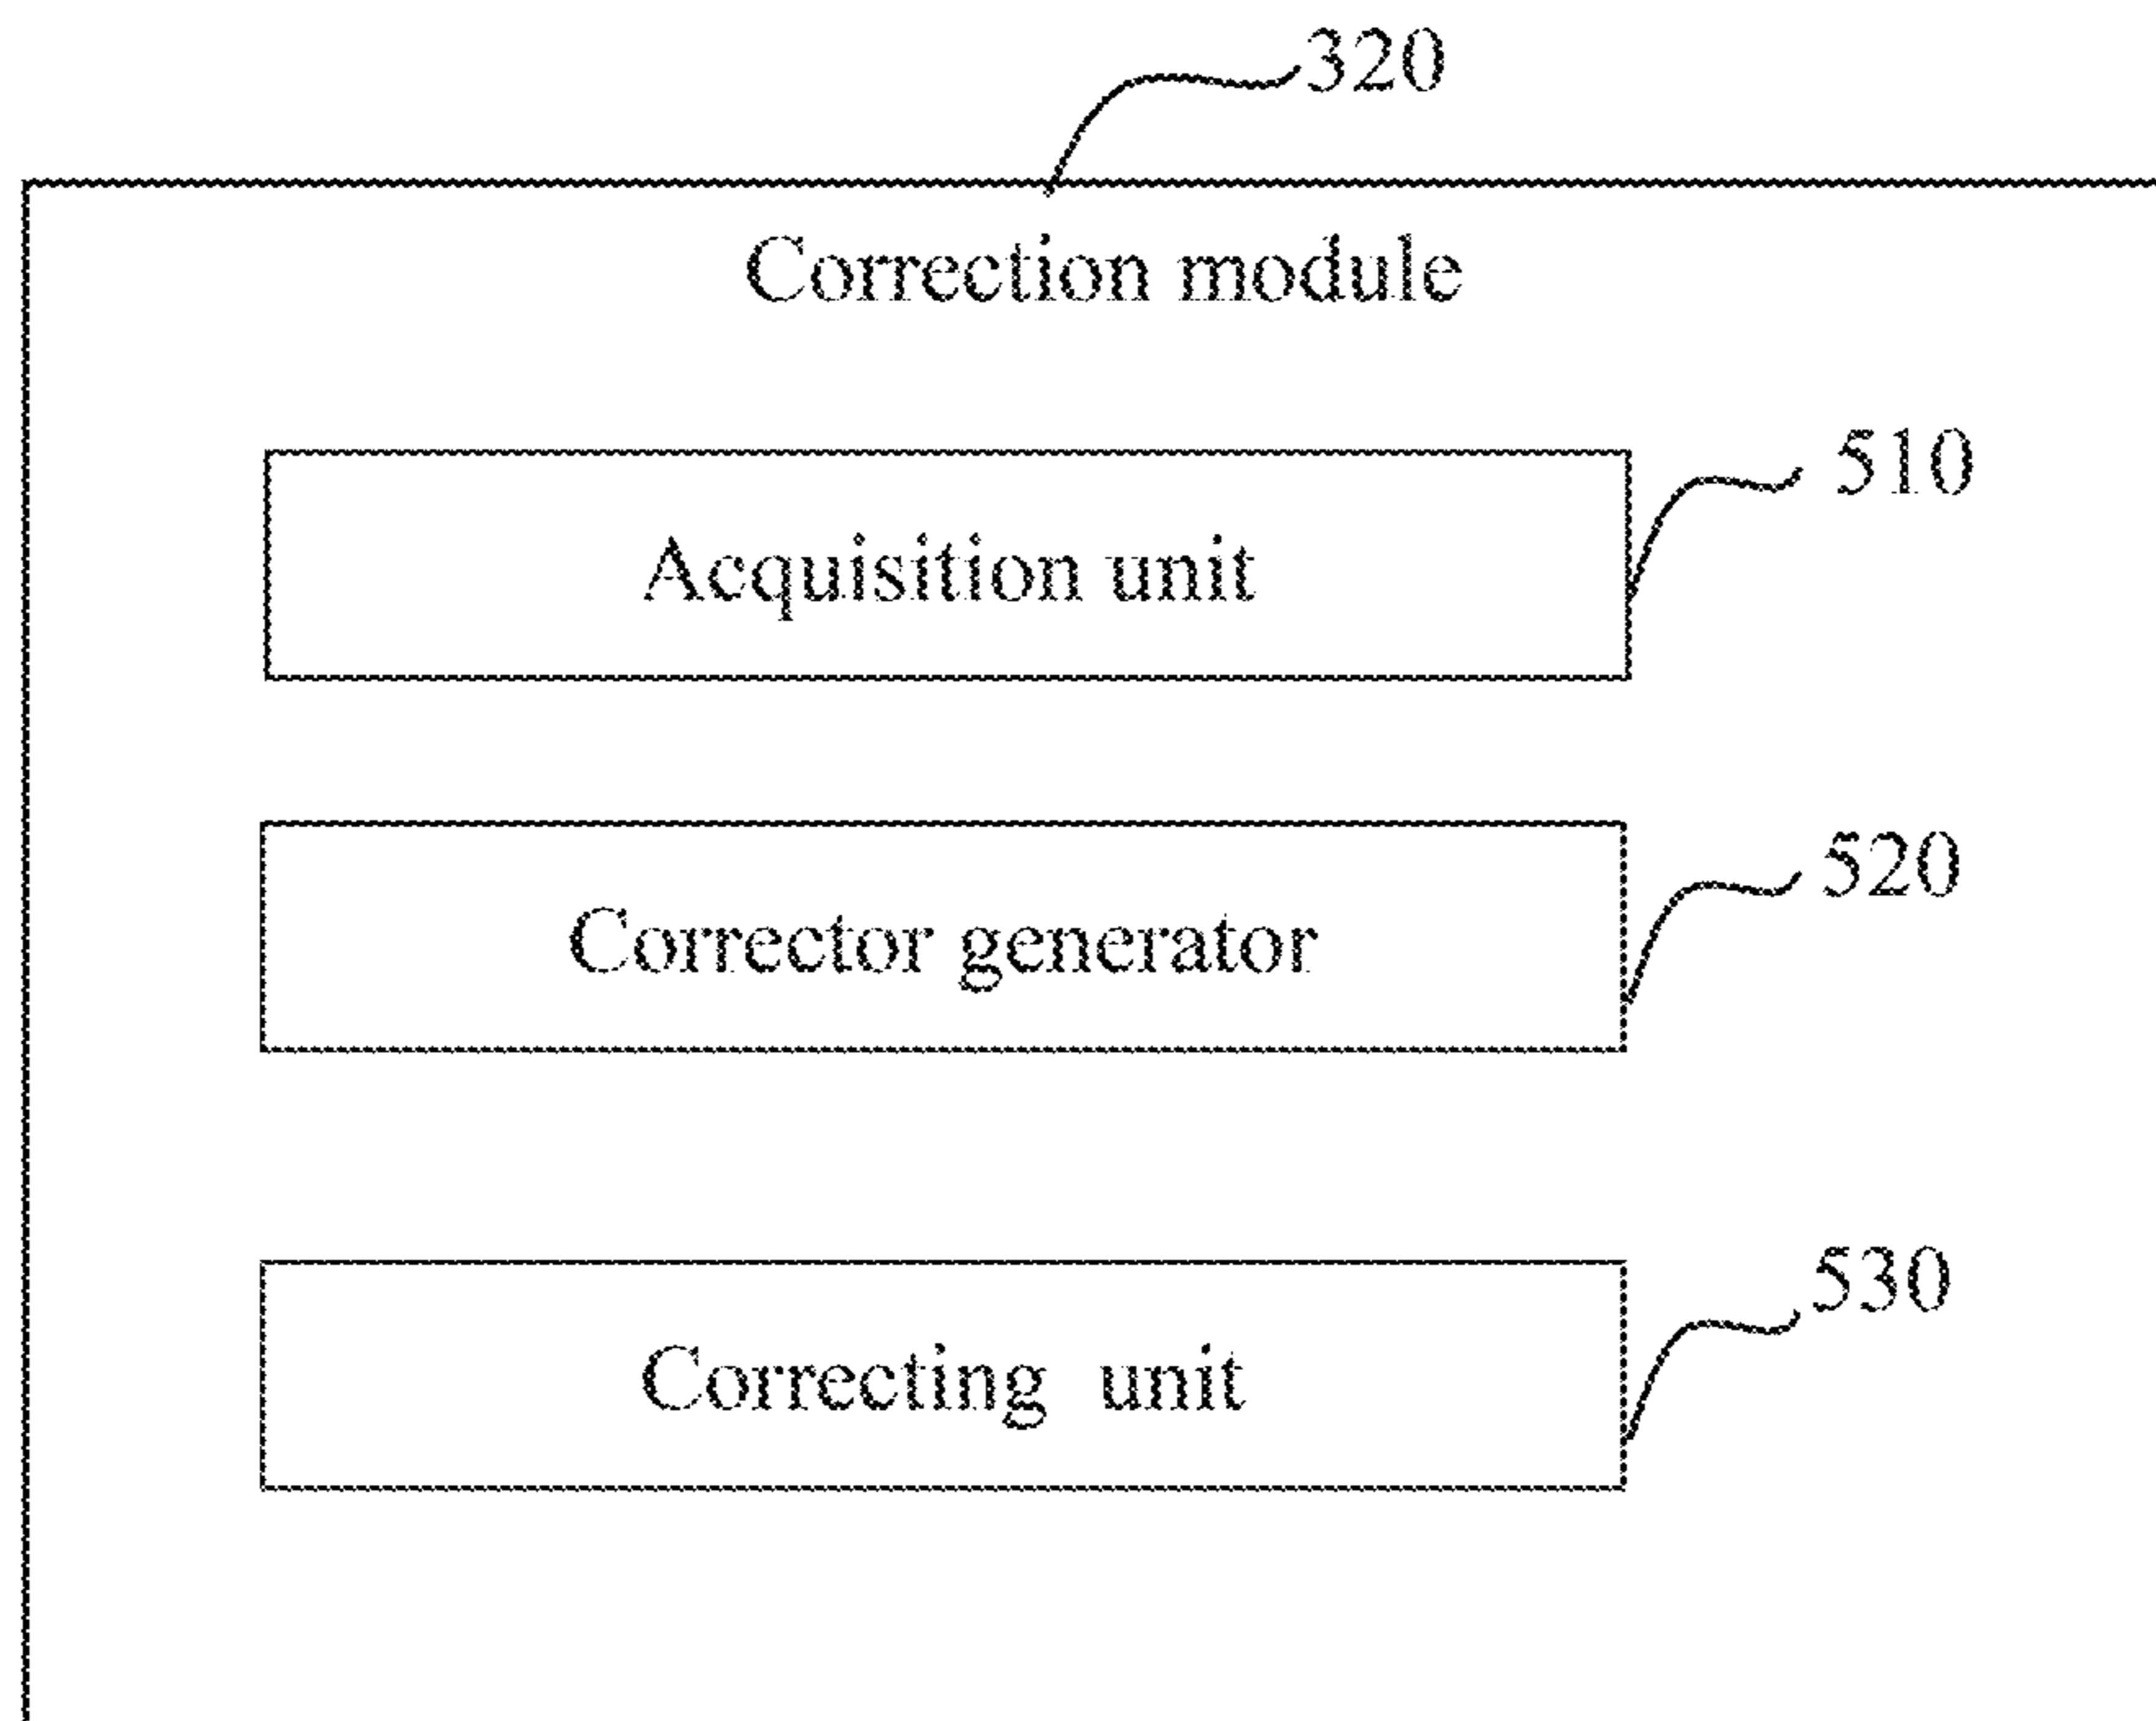 320
Correction module
510
Acquisition unit
520
Corrector generator
530
Correcting unit